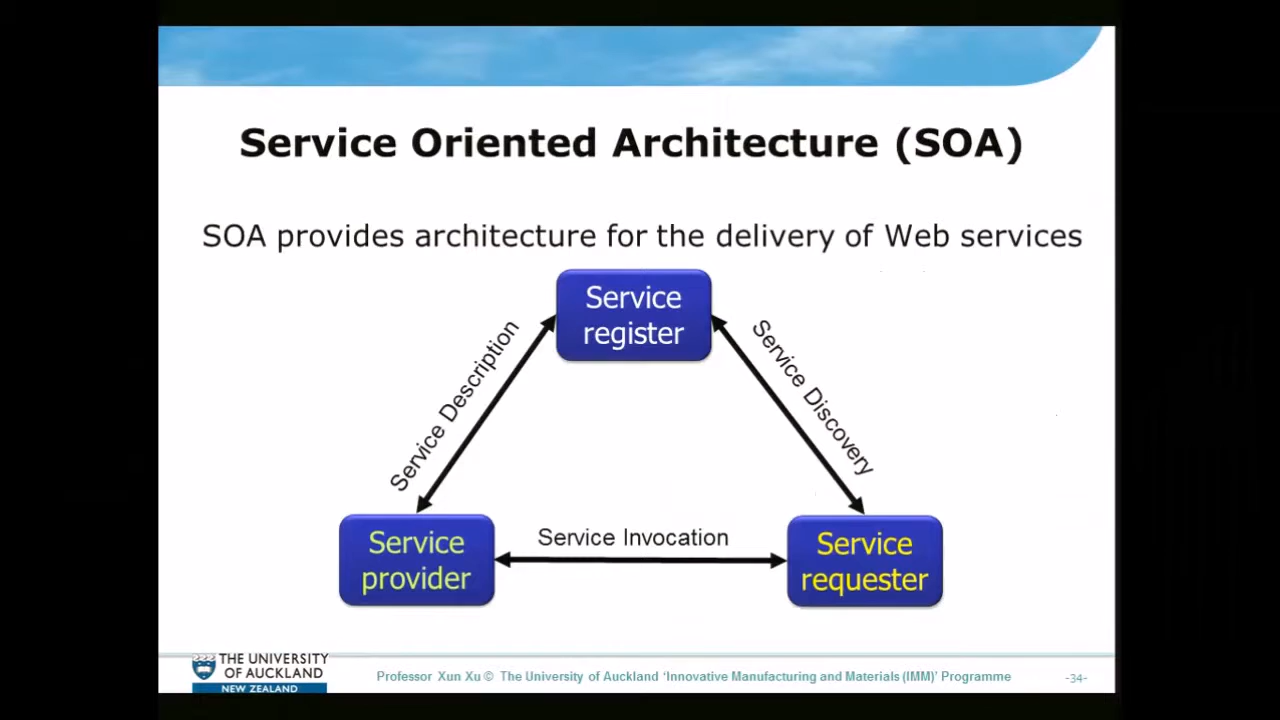 Service Oriented Architecture (SOA)
SOA provides architecture for the delivery of Web services
Service
register
Service Description
Service Discovery
Service
provider
Service Invocation
Service
requester
THE UNIVERSITY
OF AUCKLAND
NEW ZEALAND
Professor Xun Xu © The University of Auckland ‘Innovative Manufacturing and Materials (IMM)’ Programme
-34-